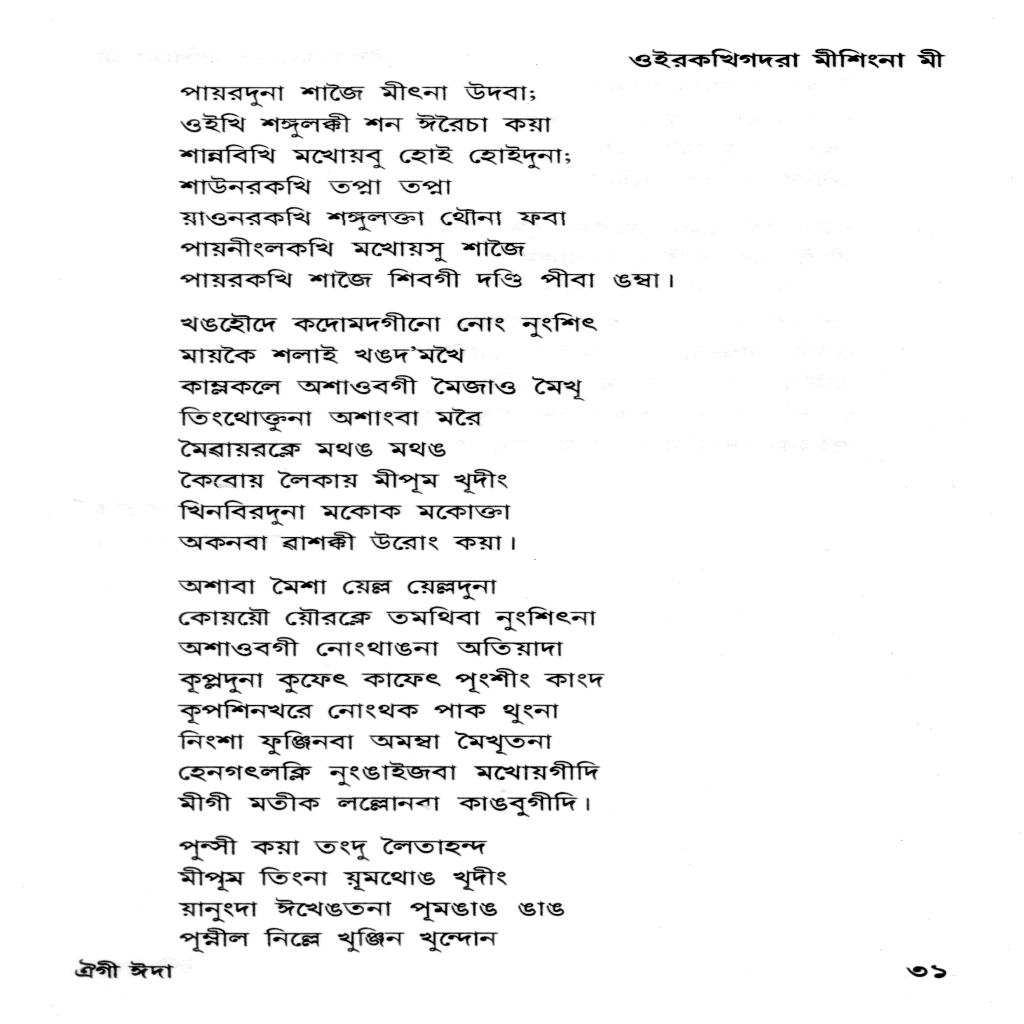 ওইরকখিগদরা মীশিংনা মী
পায়রদুনা শাজৈ মীৎনা উদবা;
ওইখি শঙ্গুলক্কী শন ঈরৈচা কয়া
শান্নবিখি মখোয়বু হোই হোইদুনা;
শাউনরকখি তপ্না তপ্না
য়াওনরকখি শঙ্গুলক্তা থৌনা ফবা
পায়নীংলকখি মখোয়সু শাজৈ
পায়রকখি শাজৈ শিবগী দণ্ডি পীবা ঙম্বা।
খঙহৌদে কদোমদগীনো নোং নুংশিৎ
মায়কৈ শলাই খঙদ'মখৈ
কাম্লকলে অশাওবগী মৈজাও মৈখূ
তিংথোক্তুনা অশাংবা মরৈ
মৈৱায়রক্লে মথঙ মথঙ
কৈবোয় লৈকায় মীপূম খূদীং
খিনবিরদুনা মকোক মকোক্তা
অকনবা ৱাশক্কী উরোং কয়া।
অশাবা মৈশা য়েল্ল য়েল্লদুনা
কোয়য়ৌ য়ৌরক্লে তমথিবা নুংশিৎনা
অশাওবগী নোংথাঙনা অতিয়াদা
কূপ্লদুনা কুফেৎ কাফেৎ পূংশীং কাংদ
কূপশিনখরে নোংথক পাক থুংনা
নিংশা ফুঞ্জিনবা অমম্বা মৈখূতনা
হেনগৎলক্লি নুংঙাইজবা মখোয়গীদি
মীগী মতীক লল্লোনবা কাঙবুগীদি।
পুন্সী কয়া তংদু লৈতাহন্দ
মীপূম তিংনা য়ূমথোঙ খূদীং
য়ানুংদা ঈখেঙতনা পূমঙাঙ ঙাঙ
পূম্নীল নিল্লে খুঞ্জিন খুন্দোন
ঐগী ঈদা
৩১